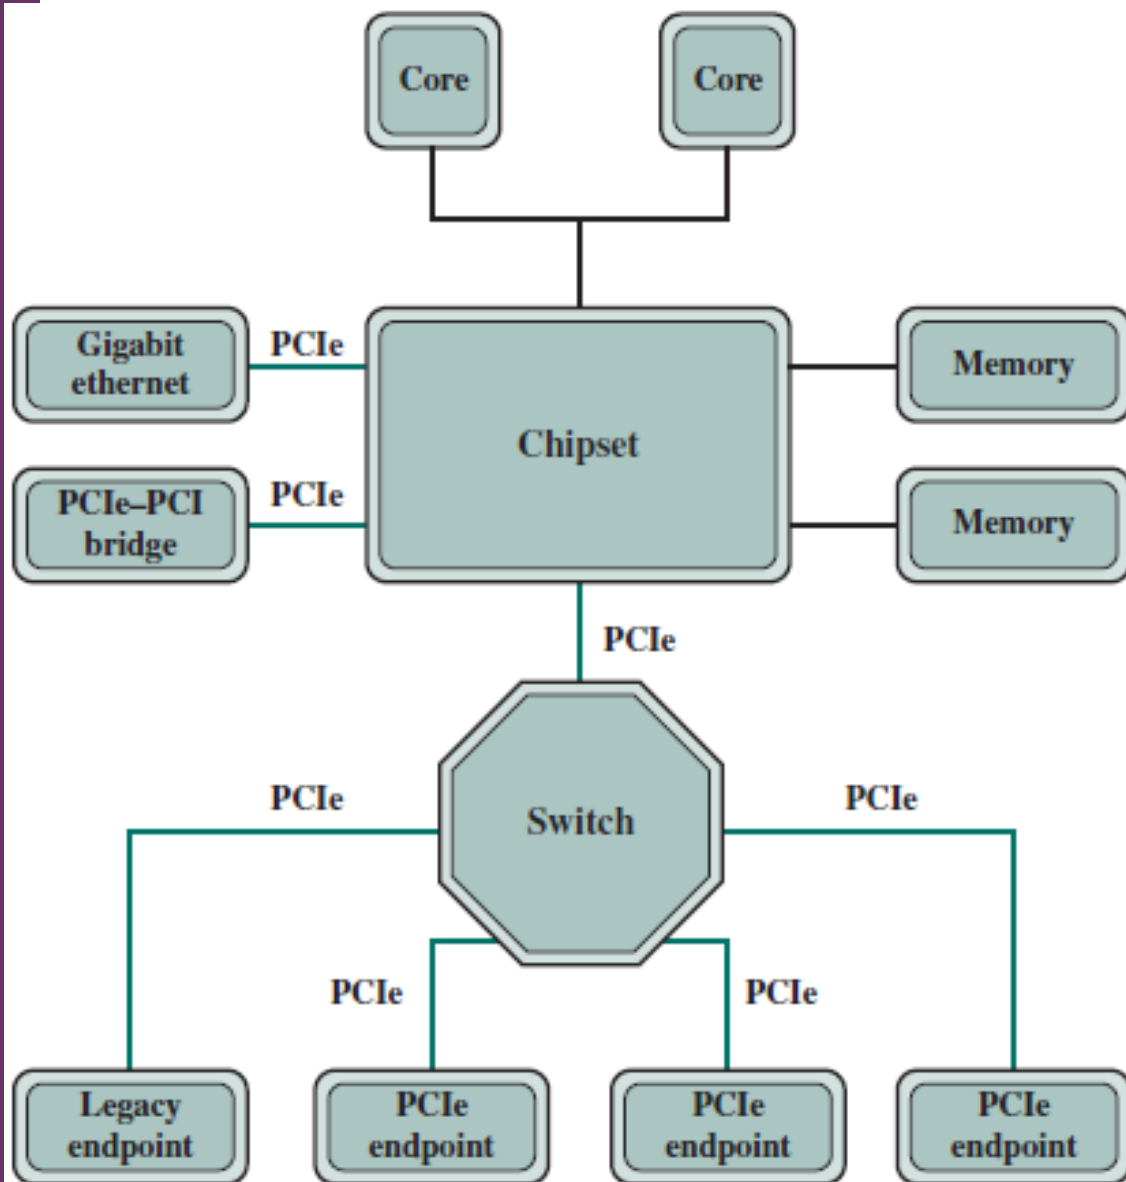 Core
Core
Gigabit
ethernet
PCIe
Chipset
Memory
PCIe–PCI
bridge
PCIe
Memory
PCIe
PCIe
Switch
PCIe
PCIe
PCIe
Legacy
endpoint
PCIe
endpoint
PCIe
endpoint
PCIe
endpoint